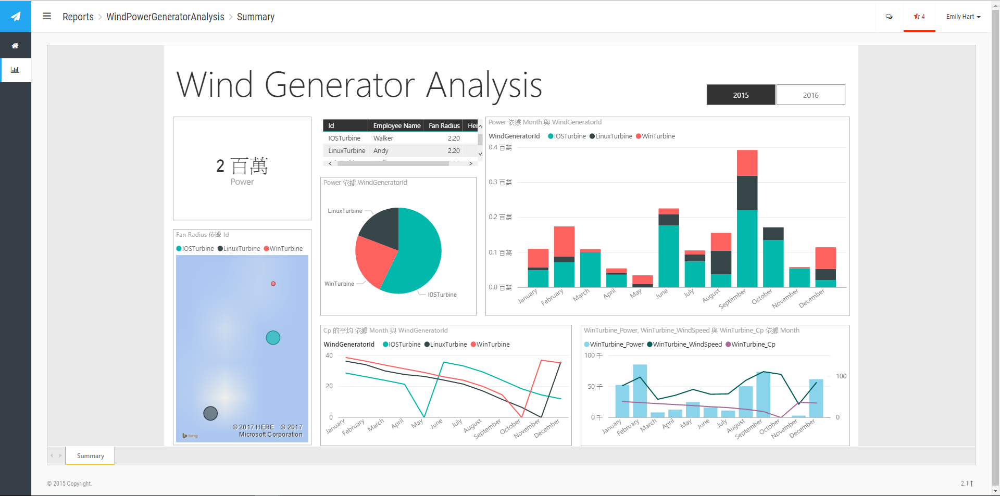 Reports > WindPowerGeneratorAnalysis > Summary
4
Emily Hart
Wind Generator Analysis
2015
2016
2 百萬
Power
Id Employee Name Fan Radius Hei
IOSTurbine Walker 2.20
LinuxTurbine Andy 2.20
Power 依據 WindGeneratorId
LinuxTurbine
WinTurbine
IOSTurbine
Power 依據 Month 與 WindGeneratorId
WindGeneratorId IOSTurbine LinuxTurbine WinTurbine
0.4 百萬
0.3 百萬
0.2 百萬
0.1 百萬
0.0 百萬
January February March April May June July August September October November December
Fan Radius 依據 Id
IOSTurbine LinuxTurbine WinTurbine
© 2017 HERE © 2017
Microsoft Corporation
bing
Cp 的平均 依據 Month 與 WindGeneratorId
WindGeneratorId IOSTurbine LinuxTurbine WinTurbine
40
20
0
January February March April May June July August September October November December
WinTurbine_Power, WinTurbine_WindSpeed 與 WinTurbine_Cp 依據 Month
WinTurbine_Power WinTurbine_WindSpeed WinTurbine_Cp
100 千
50 千
0 千
100
0
January February March April May June July August September October November December
Summary
© 2015 Copyright.
2.1